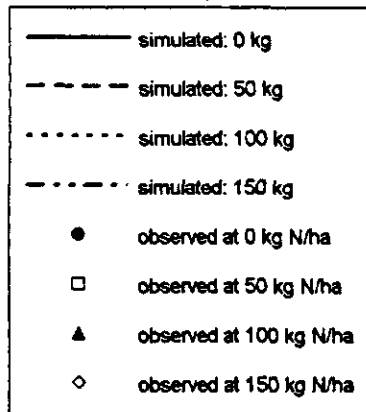 simulated: 0 kg
simulated: 50 kg
simulated: 100 kg
simulated: 150 kg
observed at 0 kg N/ha
observed at 50 kg N/ha
observed at 100 kg N/ha
observed at 150 kg N/ha